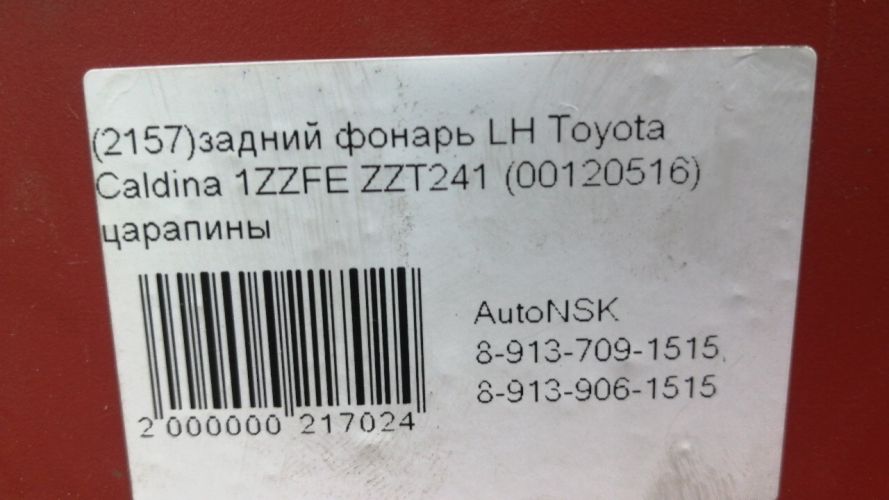 (2157)задний фонарь LH Toyota
Caldina 1ZZFE ZZT241 (00120516)
царапины
AutoNSK
8-913-709-1515,
8-913-906-1515
2 000000 217024